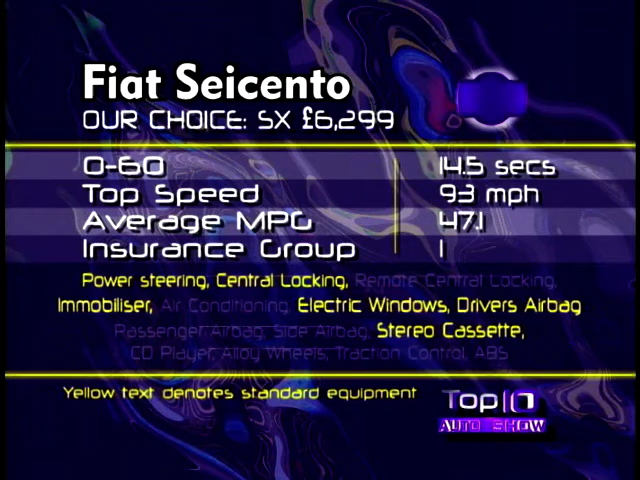 Fiat Seicento
OUR CHOICE: SX £6,299
0-60 14.5 secs
Top Speed 93 mph
Average MPG 47.1
Insurance Group 1
Power steering, Central Locking, Remote Central Locking,
Immobiliser, Air Conditioning, Electric Windows, Drivers Airbag
Passenger Airbag, Side Airbag, Stereo Cassette,
CD Player, Alloy Wheels, Traction Control, ABS
Yellow text denotes standard equipment
Top 10
AUTO SHOW